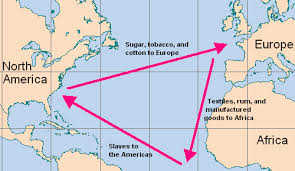 Sugar, tobacco, and
cotton to Europe
Europe
North
America
Textiles, rum, and
manufactured
goods to Africa
Africa
Slaves to
the Americas